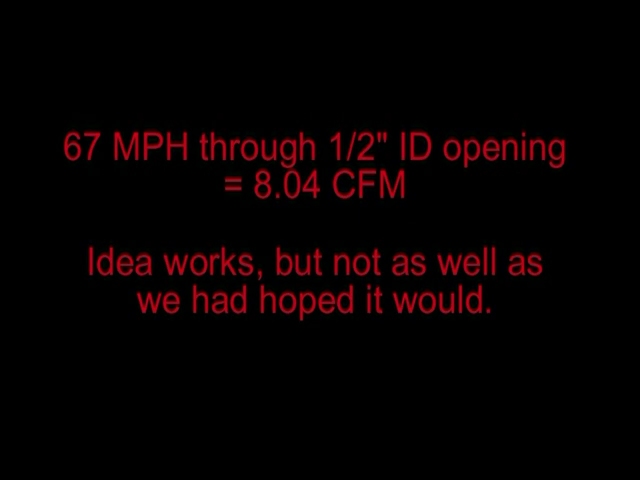 67 MPH through 1/2" ID opening
= 8.04 CFM
Idea works, but not as well as
we had hoped it would.